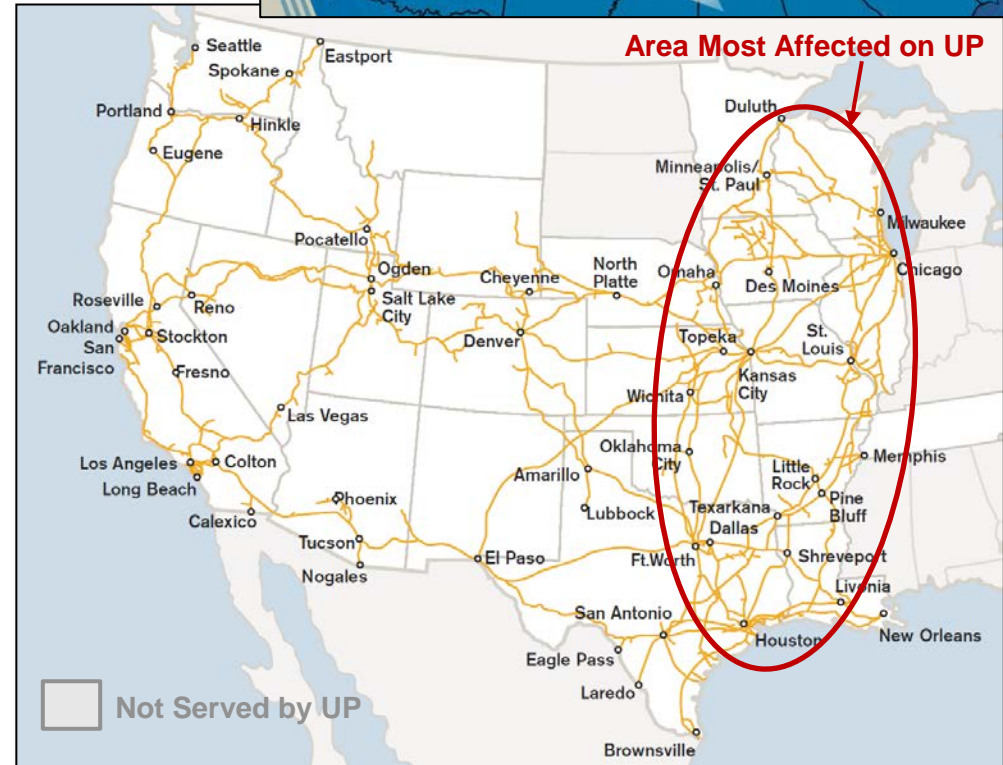 Area Most Affected on UP
Seattle
Eastport
Spokane
Duluth
Portland
Hinkle
Eugene
Minneapolis/
St. Paul
Milwaukee
Pocatello
Ogden
Cheyenne
North
Platte
Omaha
Des Moines
Chicago
Roseville
Reno
Salt Lake
City
Oakland
San
Francisco
Stockton
Denver
Topeka
St.
Louis
Fresno
Kansas
City
Wichita
Las Vegas
Oklahoma
City
Memphis
Los Angeles
Colton
Amarillo
Little
Rock
Long Beach
Phoenix
Lubbock
Texarkana
Pine
Bluff
Calexico
Dallas
Tucson
El Paso
Ft.Worth
Shreveport
Nogales
Livonia
San Antonio
Houston
New Orleans
Eagle Pass
Laredo
Not Served by UP
Brownsville